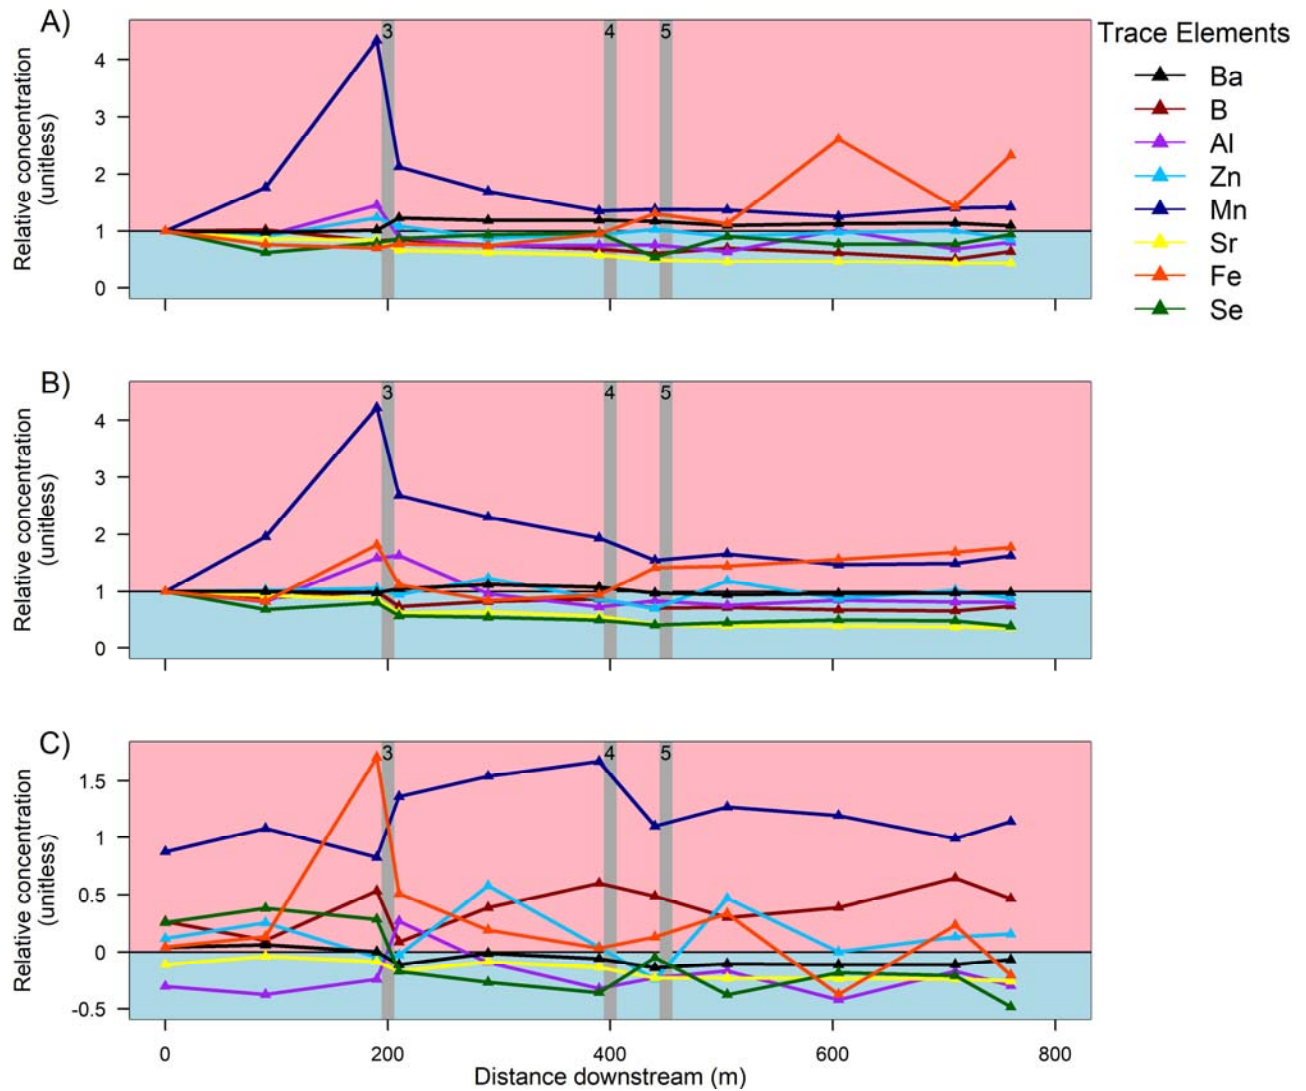 A)
3
4
5
4
3
2
1
0
Relative concentration
(unitless)
Trace Elements
Ba
B
Al
Zn
Mn
Sr
Fe
Se
B)
3
4
5
4
3
2
1
0
Relative concentration
(unitless)
C)
3
4
5
1.5
1
0.5
0
-0.5
Relative concentration
(unitless)
0
200
400
600
800
Distance downstream (m)